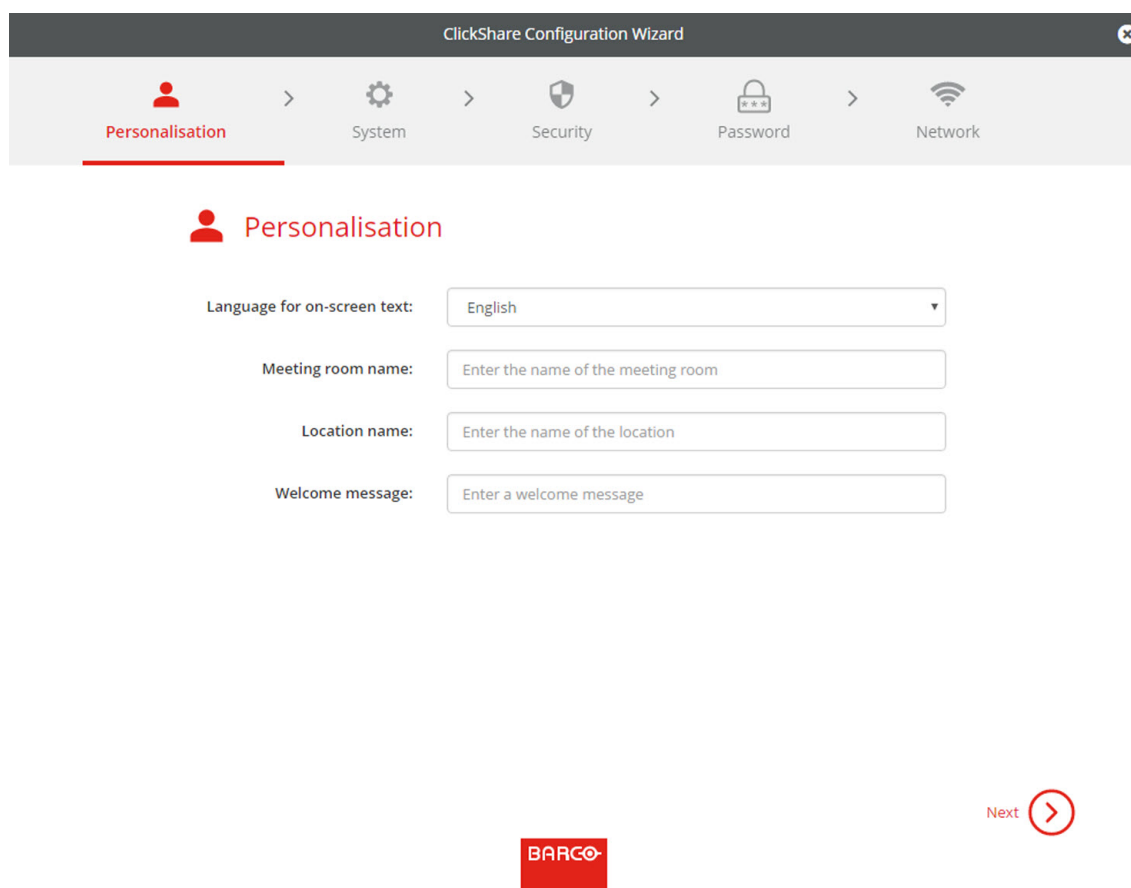 ClickShare Configuration Wizard
Personalisation
System
Security
Password
Network
Personalisation
Language for on-screen text: English
Meeting room name: Enter the name of the meeting room
Location name: Enter the name of the location
Welcome message: Enter a welcome message
Next
BARCO